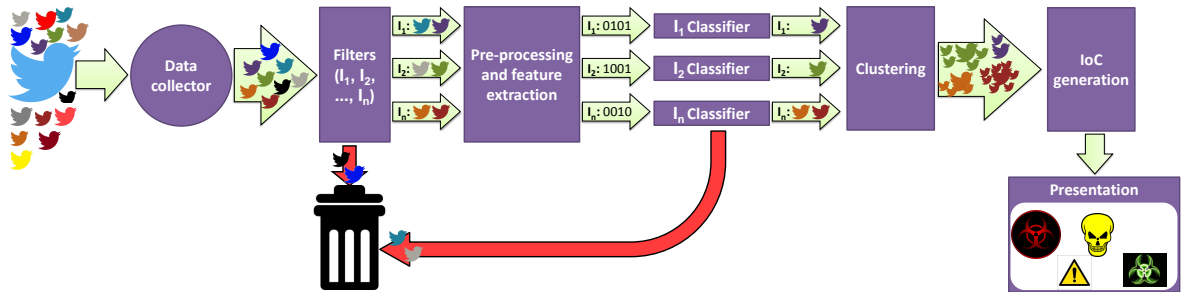 Data
collector
Filters
(I1, I2,
..., In)
I1:
I2:
In:
Pre-processing
and feature
extraction
I1: 0101
I2: 1001
In: 0010
I1 Classifier
I2 Classifier
In Classifier
I1:
I2:
In:
Clustering
IoC
generation
Presentation